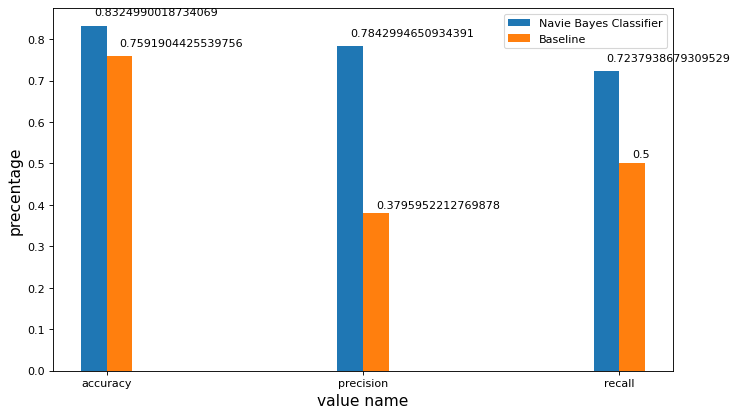 0.8324990018734069
0.7591904425539756
0.7842994650934391
0.3795952212769878
0.7237938679309529
0.5
Navie Bayes Classifier
Baseline
precentage
0.8
0.7
0.6
0.5
0.4
0.3
0.2
0.1
0.0
accuracy
precision
recall
value name